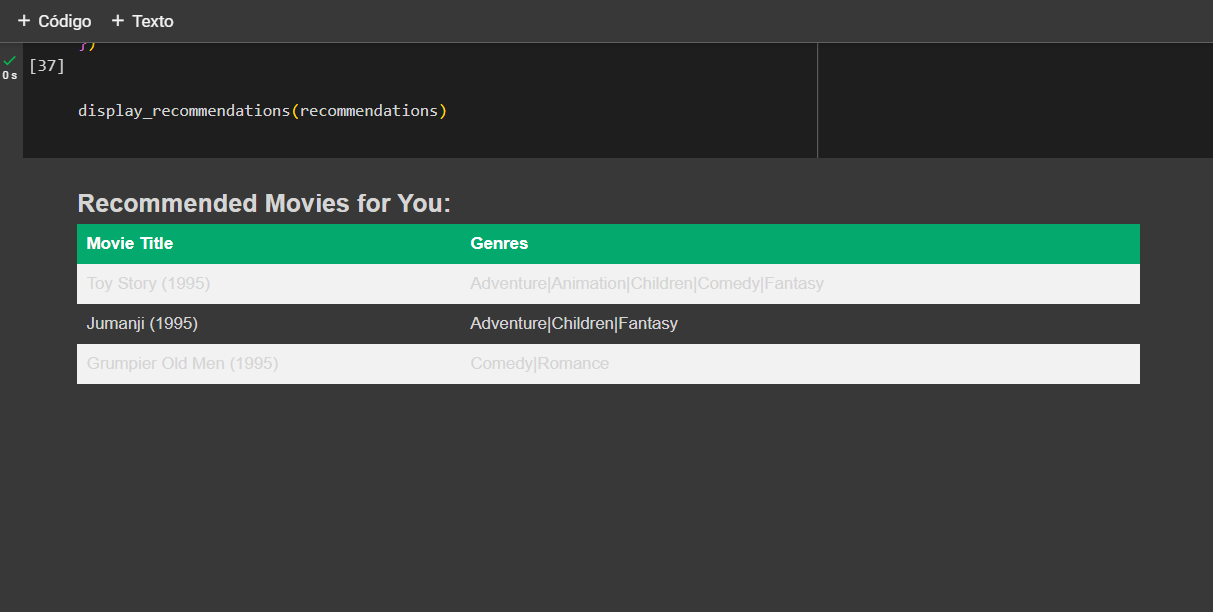 + Código + Texto
})
0 s
[37]
display_recommendations(recommendations)
Recommended Movies for You:
Movie Title Genres
Toy Story (1995) Adventure|Animation|Children|Comedy|Fantasy
Jumanji (1995) Adventure|Children|Fantasy
Grumpier Old Men (1995) Comedy|Romance